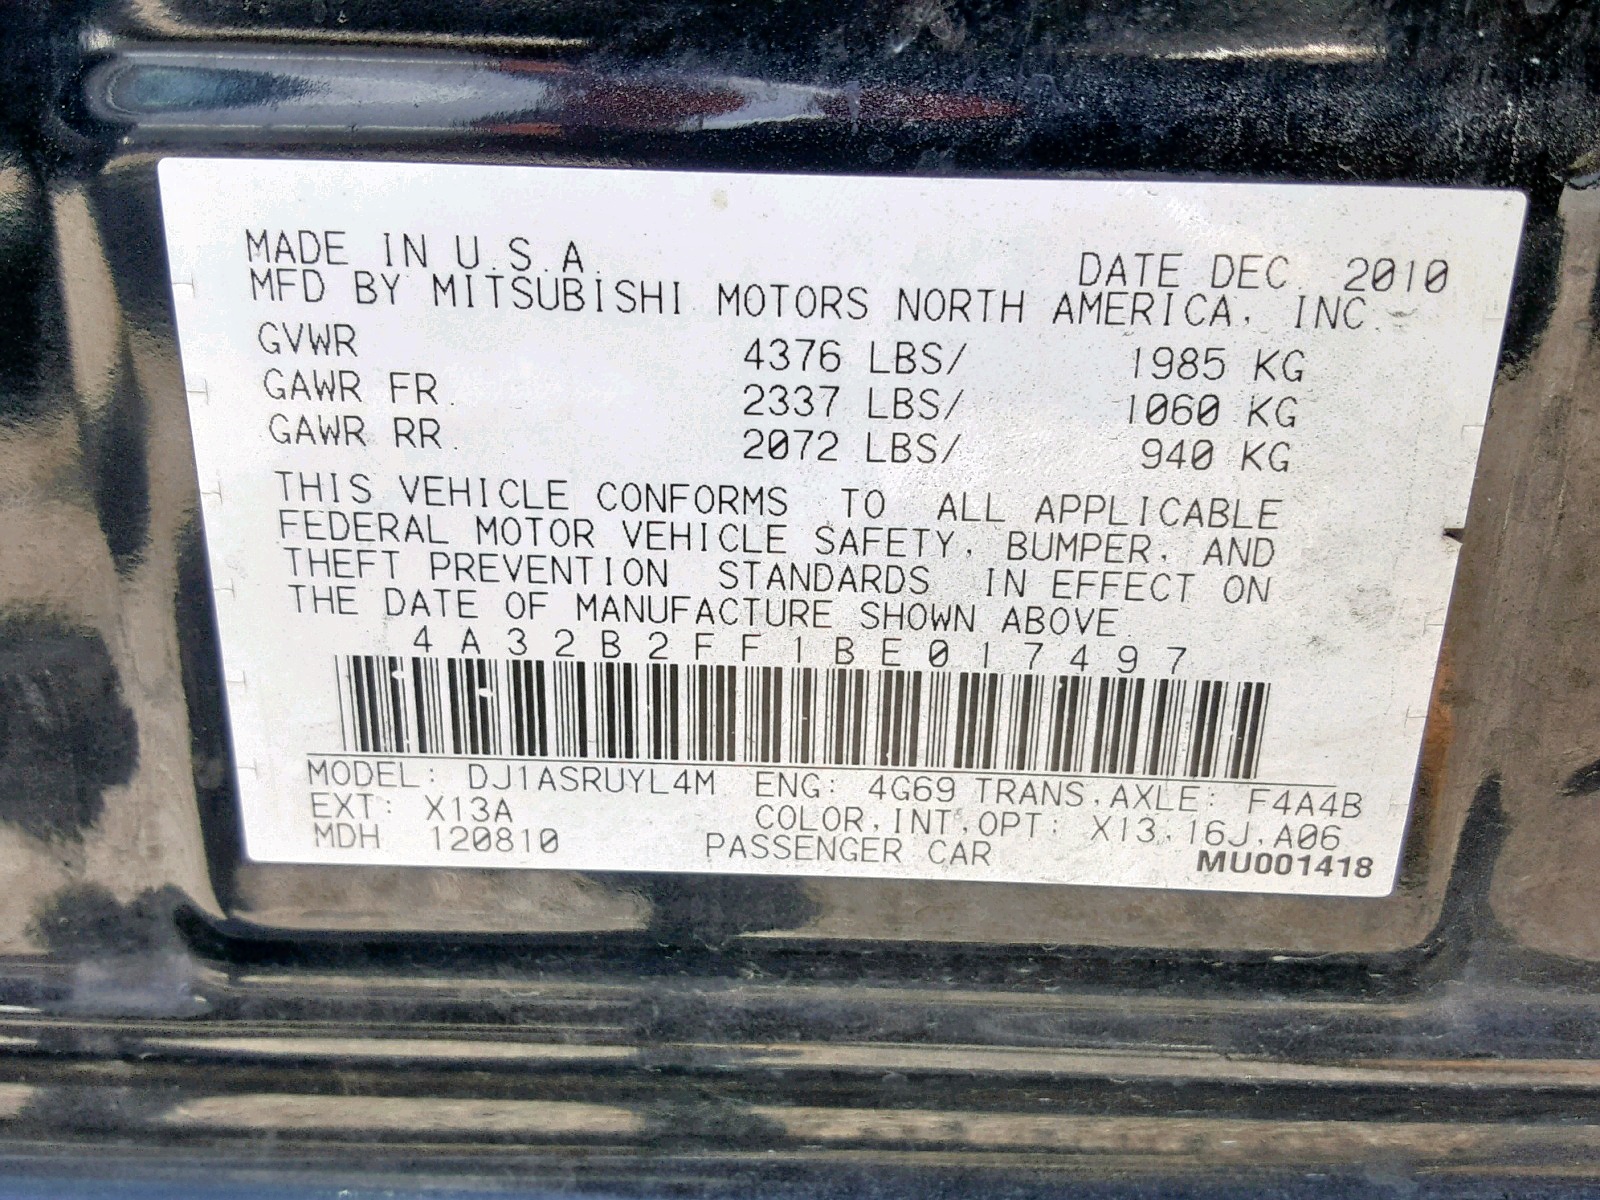 MADE IN U.S.A. DATE DEC. 2010
MFD BY MITSUBISHI MOTORS NORTH AMERICA, INC.
GVWR 4376 LBS/ 1985 KG
GAWR FR. 2337 LBS/ 1060 KG
GAWR RR. 2072 LBS/ 940 KG
THIS VEHICLE CONFORMS TO ALL APPLICABLE
FEDERAL MOTOR VEHICLE SAFETY, BUMPER, AND
THEFT PREVENTION STANDARDS IN EFFECT ON
THE DATE OF MANUFACTURE SHOWN ABOVE.
4A32B2FF1BE017497
MODEL: DJ1ASRUYL4M ENG: 4G69 TRANS,AXLE: F4A4B
EXT: X13A COLOR,INT,OPT: X13,16J,A06
MDH 120810 PASSENGER CAR MU001418